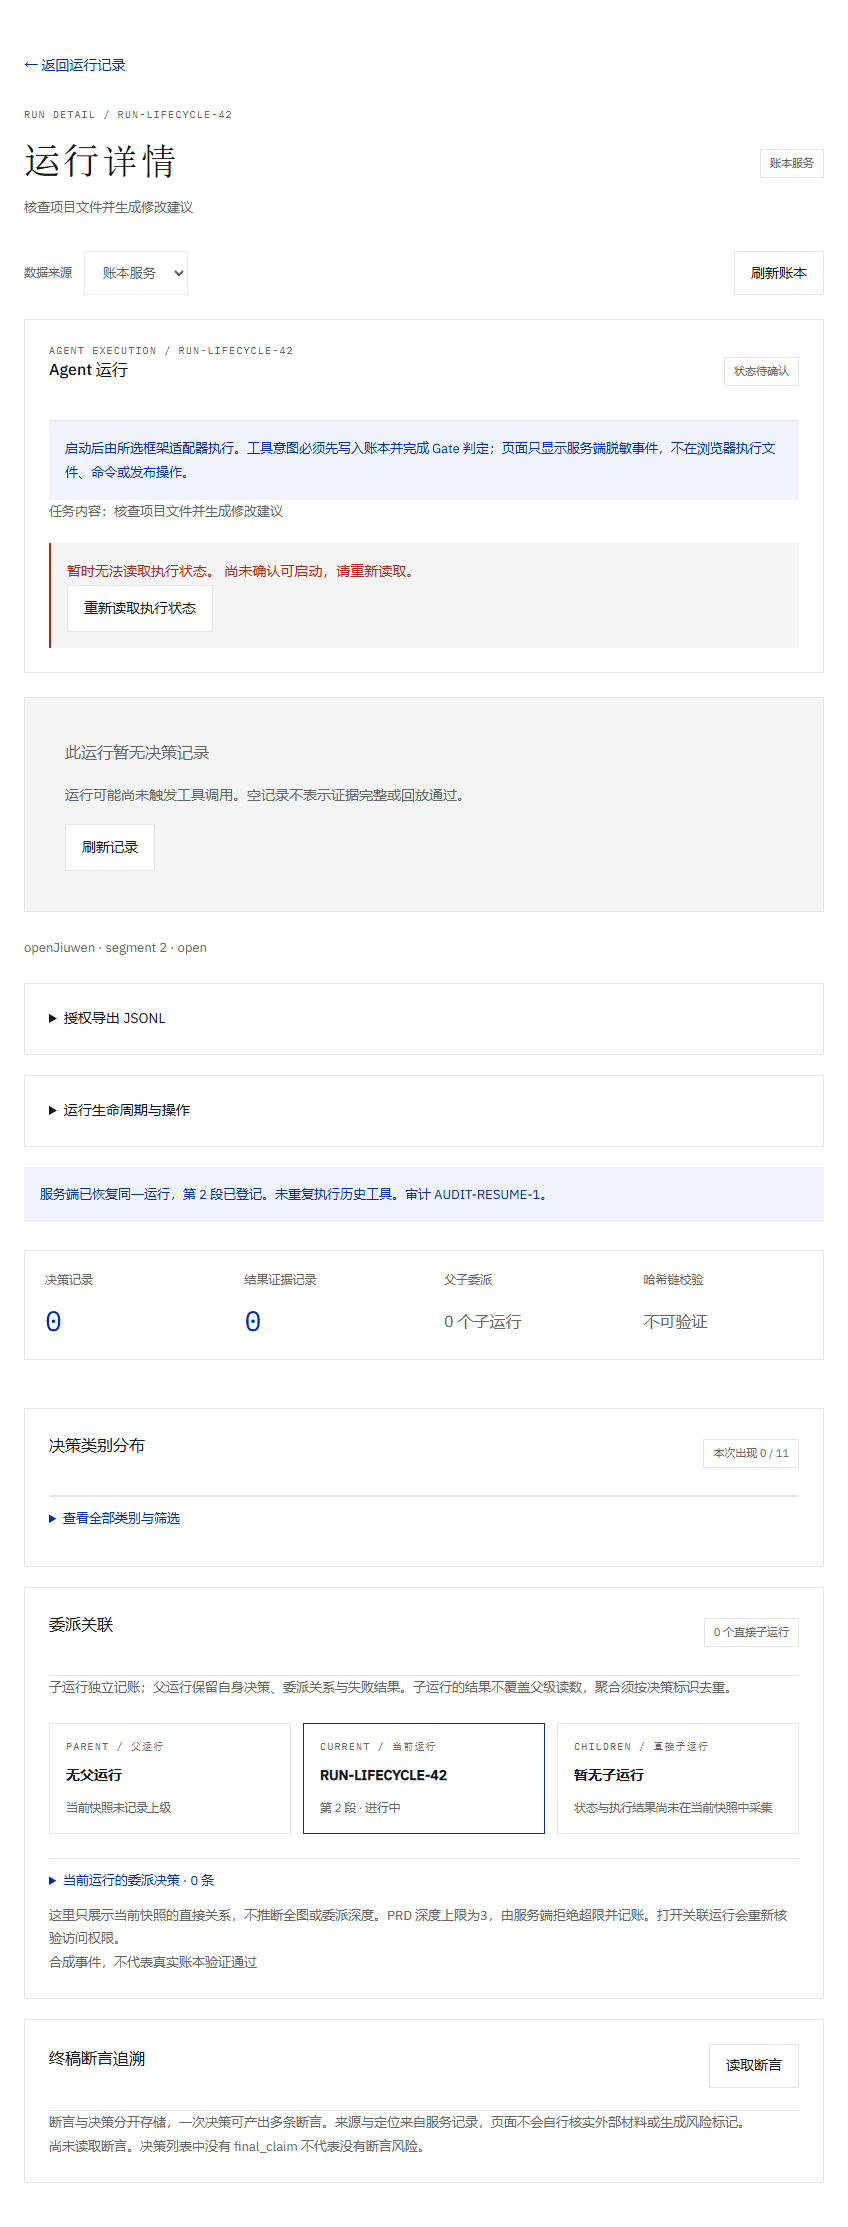 ← 返回运行记录
RUN DETAIL / RUN-LIFECYCLE-42
运行详情
账本服务
核查项目文件并生成修改建议
数据来源
账本服务
刷新账本
AGENT EXECUTION / RUN-LIFECYCLE-42
Agent 运行
状态待确认
启动后由所选框架适配器执行。工具意图必须先写入账本并完成 Gate 判定；页面只显示服务端脱敏事件，不在浏览器执行文
件、命令或发布操作。
任务内容：核查项目文件并生成修改建议
暂时无法读取执行状态。 尚未确认可启动，请重新读取。
重新读取执行状态
此运行暂无决策记录
运行可能尚未触发工具调用。空记录不表示证据完整或回放通过。
刷新记录
openJiuwen · segment 2 · open
▶ 授权导出 JSONL
▶ 运行生命周期与操作
服务端已恢复同一运行，第 2 段已登记。未重复执行历史工具。审计 AUDIT-RESUME-1。
决策记录
0
结果证据记录
0
父子委派
0 个子运行
哈希链校验
不可验证
决策类别分布
本次出现 0 / 11
▶ 查看全部类别与筛选
委派关联
0 个直接子运行
子运行独立记账；父运行保留自身决策、委派关系与失败结果。子运行的结果不覆盖父级读数，聚合须按决策标识去重。
PARENT / 父运行
无父运行
当前快照未记录上级
CURRENT / 当前运行
RUN-LIFECYCLE-42
第 2 段 · 进行中
CHILDREN / 直接子运行
暂无子运行
状态与执行结果尚未在当前快照中采集
▶ 当前运行的委派决策 · 0 条
这里只展示当前快照的直接关系，不推断全图或委派深度。PRD 深度上限为3，由服务端拒绝超限并记账。打开关联运行会重新核
验访问权限。
合成事件，不代表真实账本验证通过
终稿断言追溯
读取断言
断言与决策分开存储，一次决策可产出多条断言。来源与定位来自服务记录，页面不会自行核实外部材料或生成风险标记。
尚未读取断言。决策列表中没有 final_claim 不代表没有断言风险。